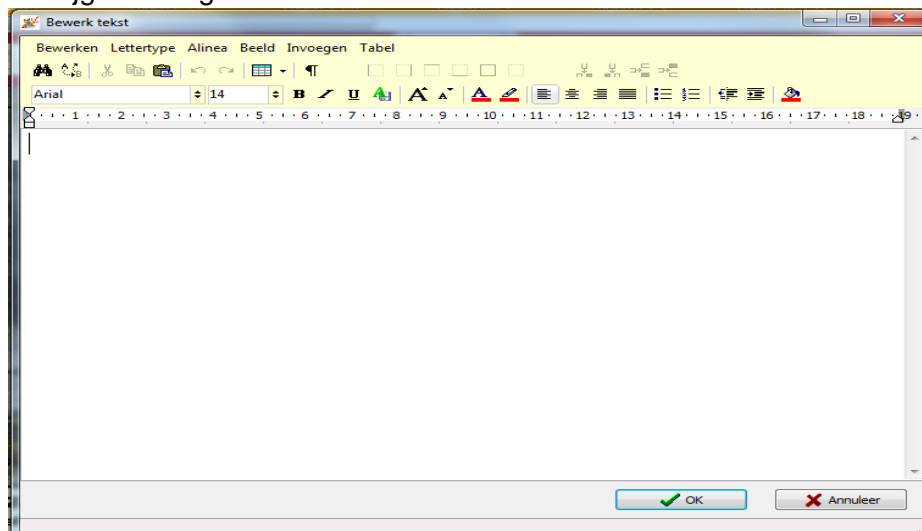 Bewerk tekst
Bewerken Lettertype Alinea Beeld Invoegen Tabel
Arial 14 B I U A A A A
1 2 3 4 5 6 7 8 9 10 11 12 13 14 15 16 17 18 19
OK Annuleer